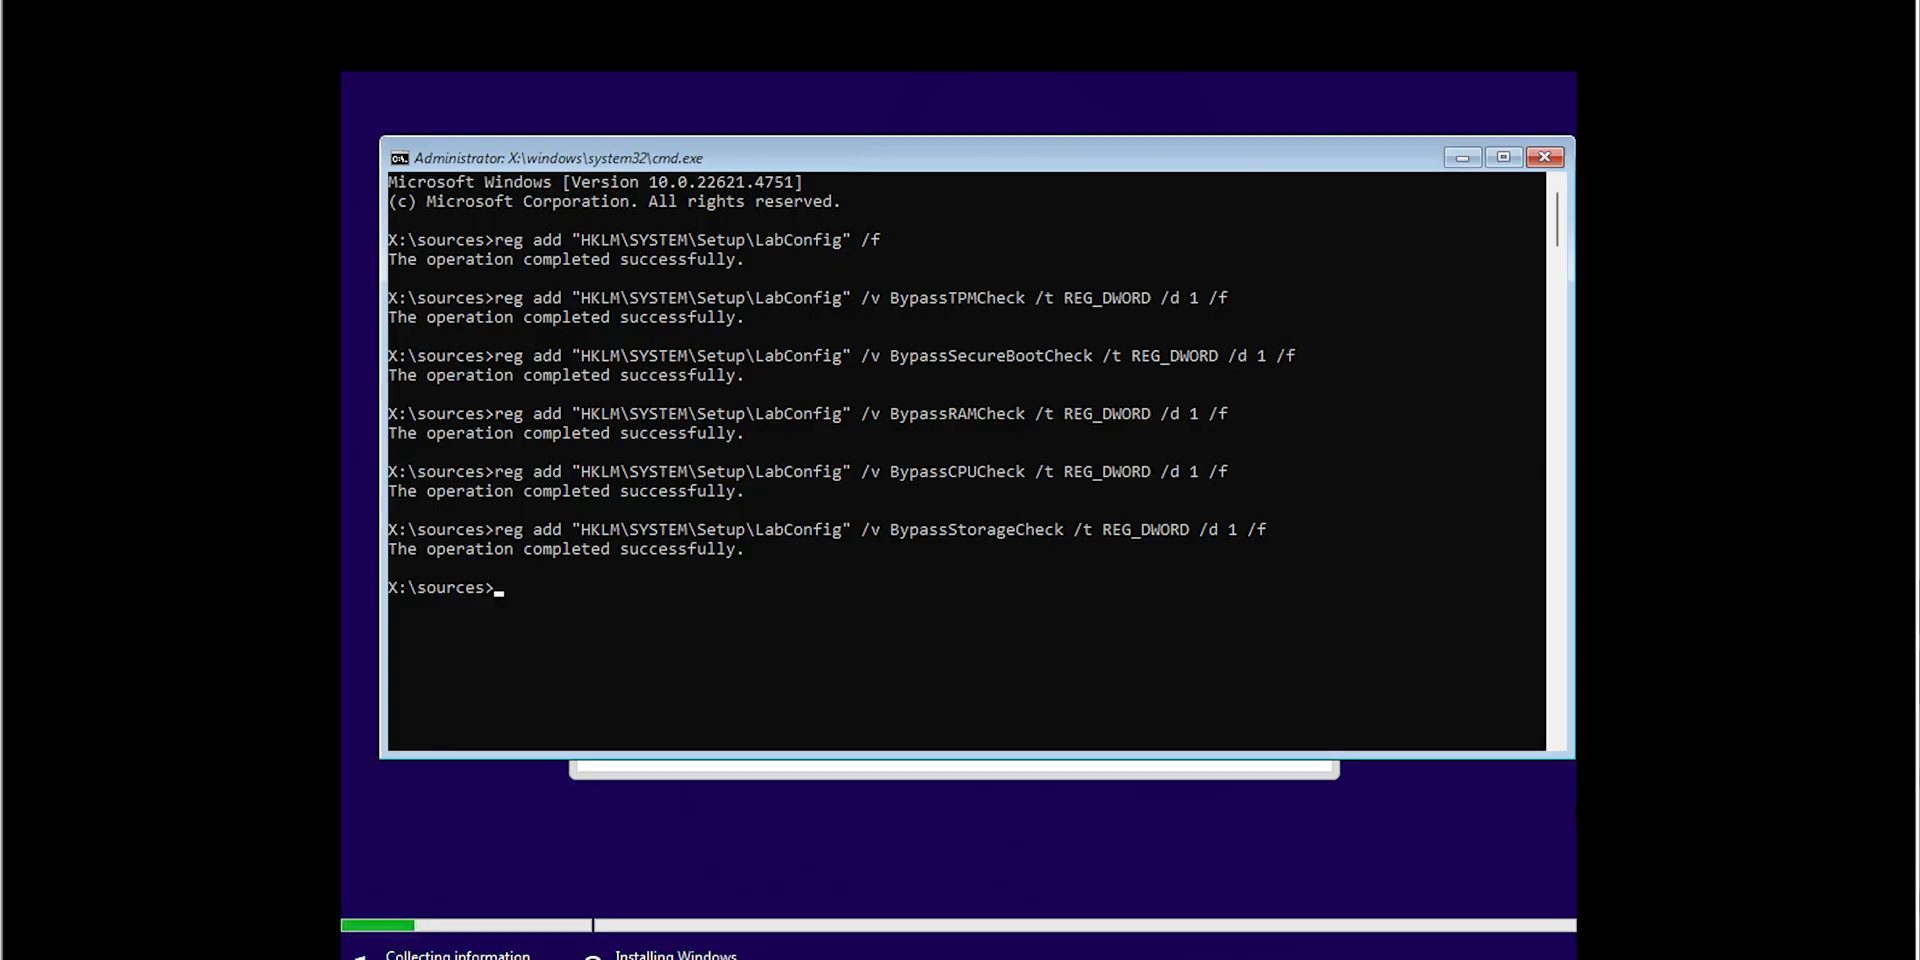 Administrator: X:\windows\system32\cmd.exe
Microsoft Windows [Version 10.0.22621.4751]
(c) Microsoft Corporation. All rights reserved.
X:\sources>reg add "HKLM\SYSTEM\Setup\LabConfig" /f
The operation completed successfully.
X:\sources>reg add "HKLM\SYSTEM\Setup\LabConfig" /v BypassTPMCheck /t REG_DWORD /d 1 /f
The operation completed successfully.
X:\sources>reg add "HKLM\SYSTEM\Setup\LabConfig" /v BypassSecureBootCheck /t REG_DWORD /d 1 /f
The operation completed successfully.
X:\sources>reg add "HKLM\SYSTEM\Setup\LabConfig" /v BypassRAMCheck /t REG_DWORD /d 1 /f
The operation completed successfully.
X:\sources>reg add "HKLM\SYSTEM\Setup\LabConfig" /v BypassCPUCheck /t REG_DWORD /d 1 /f
The operation completed successfully.
X:\sources>reg add "HKLM\SYSTEM\Setup\LabConfig" /v BypassStorageCheck /t REG_DWORD /d 1 /f
The operation completed successfully.
X:\sources>
Collecting information
Installing Windows